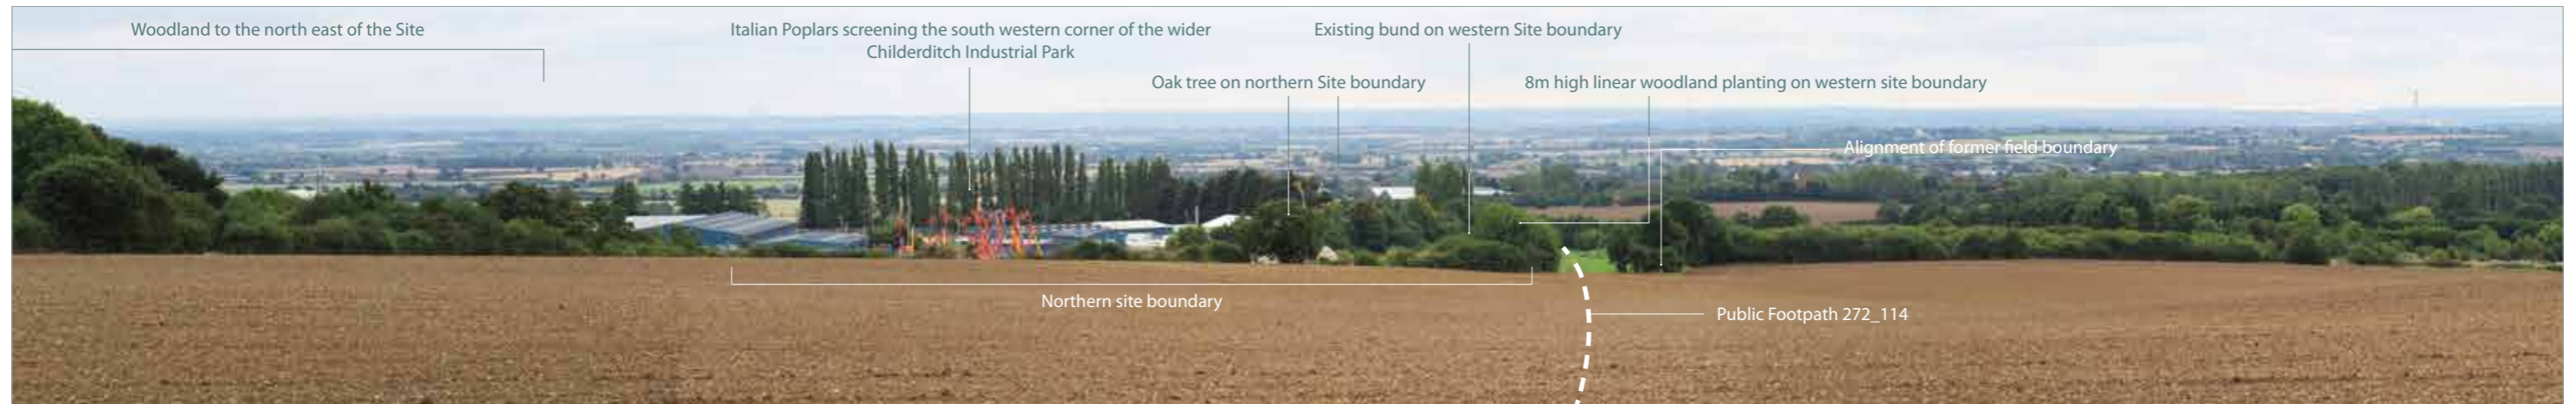 Woodland to the north east of the Site
Italian Poplars screening the south western corner of the wider
Childerditch Industrial Park
Existing bund on western Site boundary
Oak tree on northern Site boundary
8m high linear woodland planting on western site boundary
Alignment of former field boundary
Northern site boundary
Public Footpath 272_114